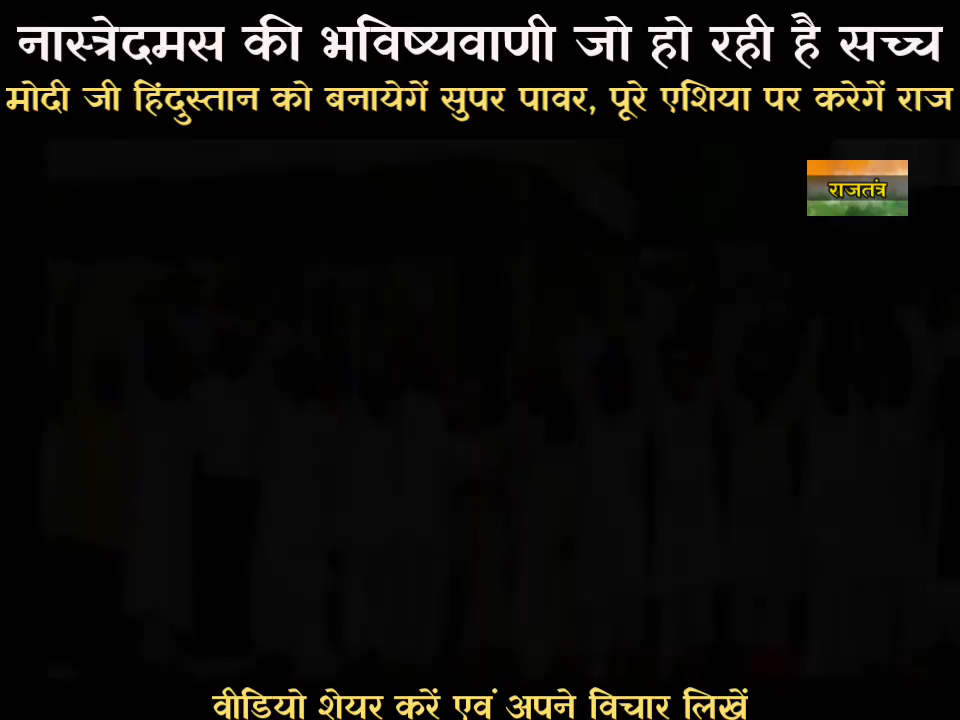 नास्त्रेदमस की भविष्यवाणी जो हो रही है सच्च
मोदी जी हिंदुस्तान को बनायेगें सुपर पावर, पूरे एशिया पर करेगें राज
राजतंत्र
वीडियो शेयर करें एवं अपने विचार लिखें